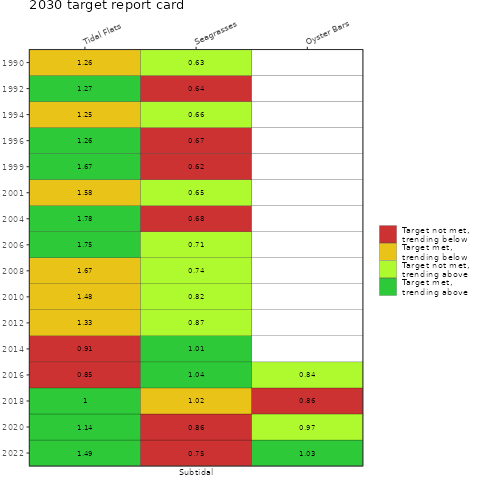 2030 target report card
Tidal Flats Seagrasses Oyster Bars
1990 1.26 0.63
1992 1.27 0.64
1994 1.25 0.66
1996 1.26 0.67
1999 1.67 0.62
2001 1.58 0.65
2004 1.78 0.68
2006 1.75 0.71
2008 1.67 0.74
2010 1.48 0.82
2012 1.33 0.87
2014 0.91 1.01
2016 0.85 1.04 0.84
2018 1 1.02 0.86
2020 1.14 0.86 0.97
2022 1.49 0.75 1.03
Subtidal
Target not met,
trending below
Target met,
trending below
Target not met,
trending above
Target met,
trending above